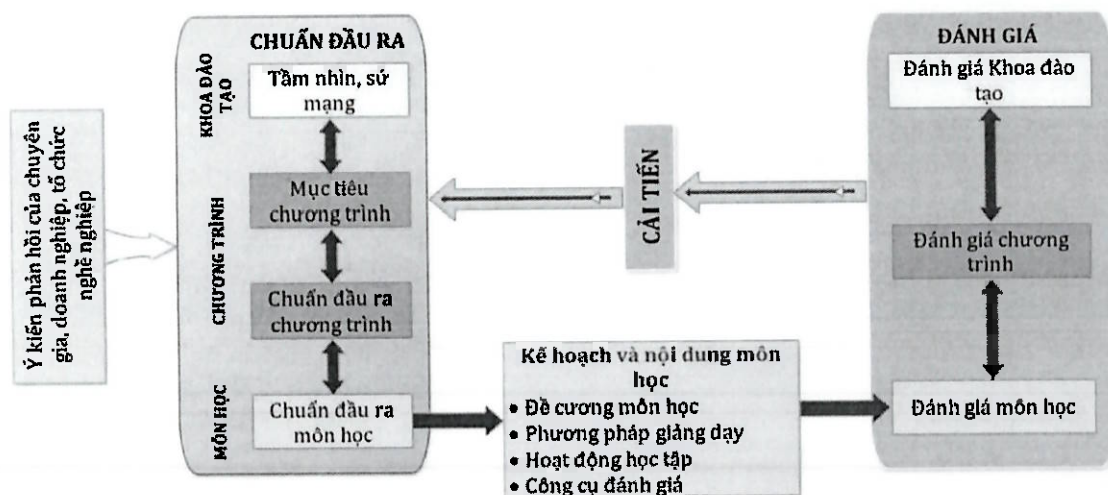 Ý kiến phản hồi của chuyên
gia, doanh nghiệp, tổ chức
nghề nghiệp
CHUẨN ĐẦU RA
KHOA ĐÀO
TẠO
Tầm nhìn, sứ
mạng
CHƯƠNG TRÌNH
Mục tiêu
chương trình
Chuẩn đầu ra
chương trình
MÔN HỌC
Chuẩn đầu ra
môn học
Kế hoạch và nội dung môn
học
• Đề cương môn học
• Phương pháp giảng dạy
• Hoạt động học tập
• Công cụ đánh giá
CẢI TIẾN
ĐÁNH GIÁ
Đánh giá Khoa đào
tạo
Đánh giá chương
trình
Đánh giá môn học